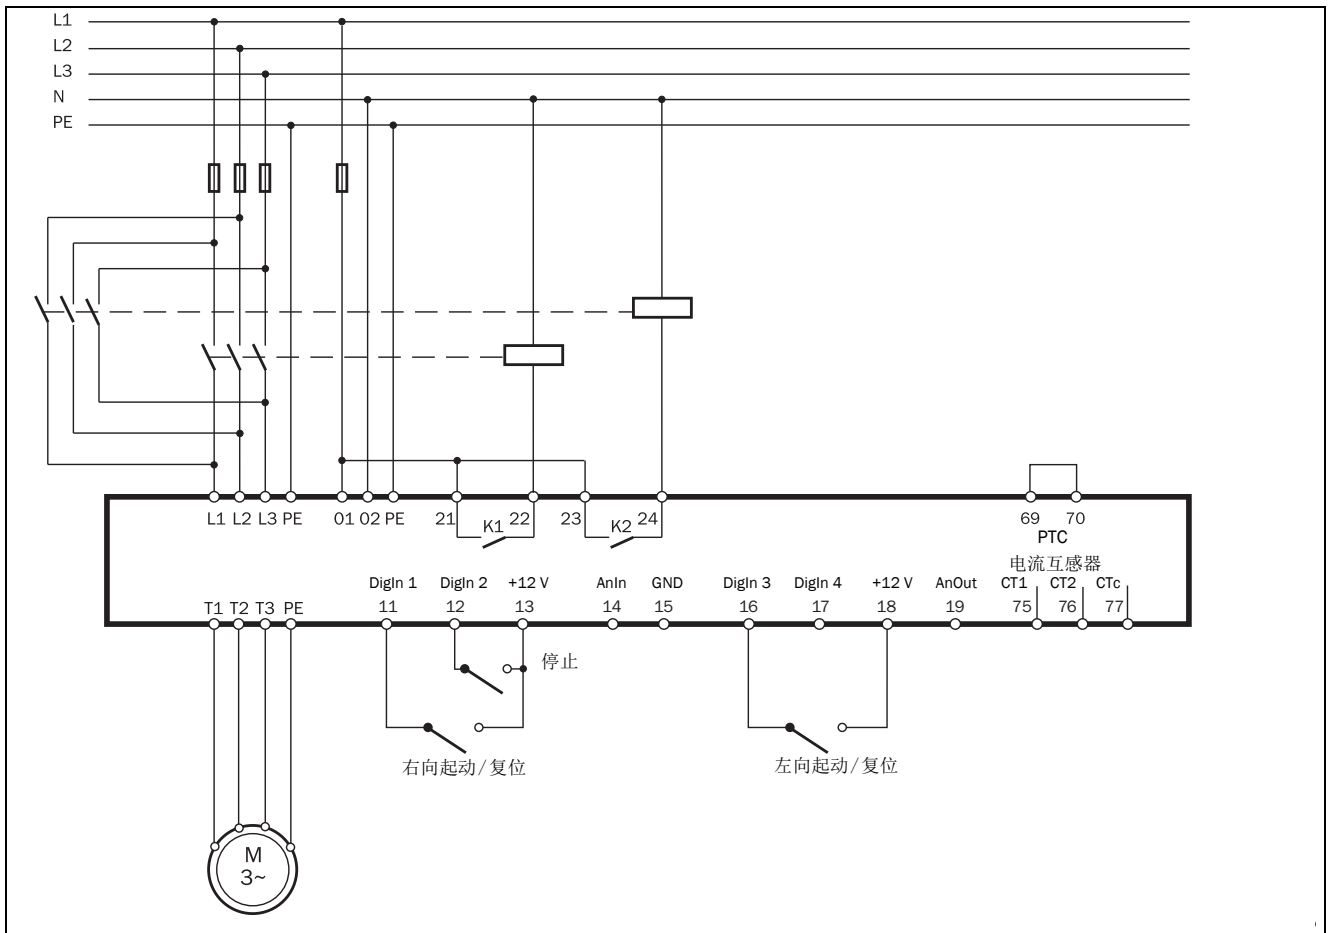 L1
L2
L3
N
PE
L1 L2 L3 PE 01 02 PE 21 K1 22 23 K2 24 69 70
PTC
电流互感器
DigIn 1 DigIn 2 +12 V AnIn GND DigIn 3 DigIn 4 +12 V AnOut CT1 CT2 CTc
T1 T2 T3 PE 11 12 13 14 15 16 17 18 19 75 76 77
停止
右向起动/复位 左向起动/复位
M
3~